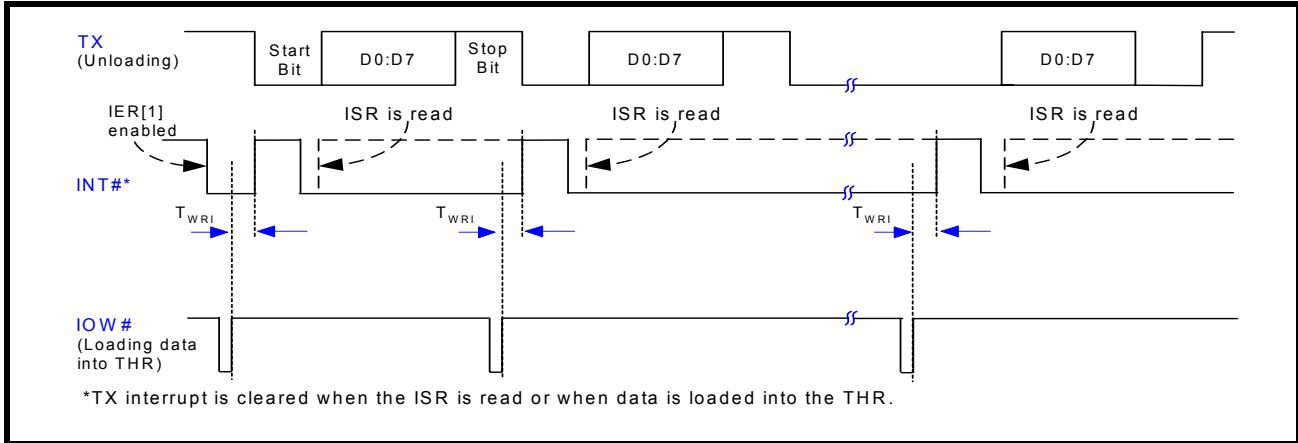 TX
(Unloading)
Start
Bit
D0:D7
Stop
Bit
D0:D7
D0:D7
IER[1]
enabled
ISR is read
ISR is read
ISR is read
INT#*
TWRI
TWRI
TWRI
IOW#
(Loading data
into THR)
*TX interrupt is cleared when the ISR is read or when data is loaded into the THR.